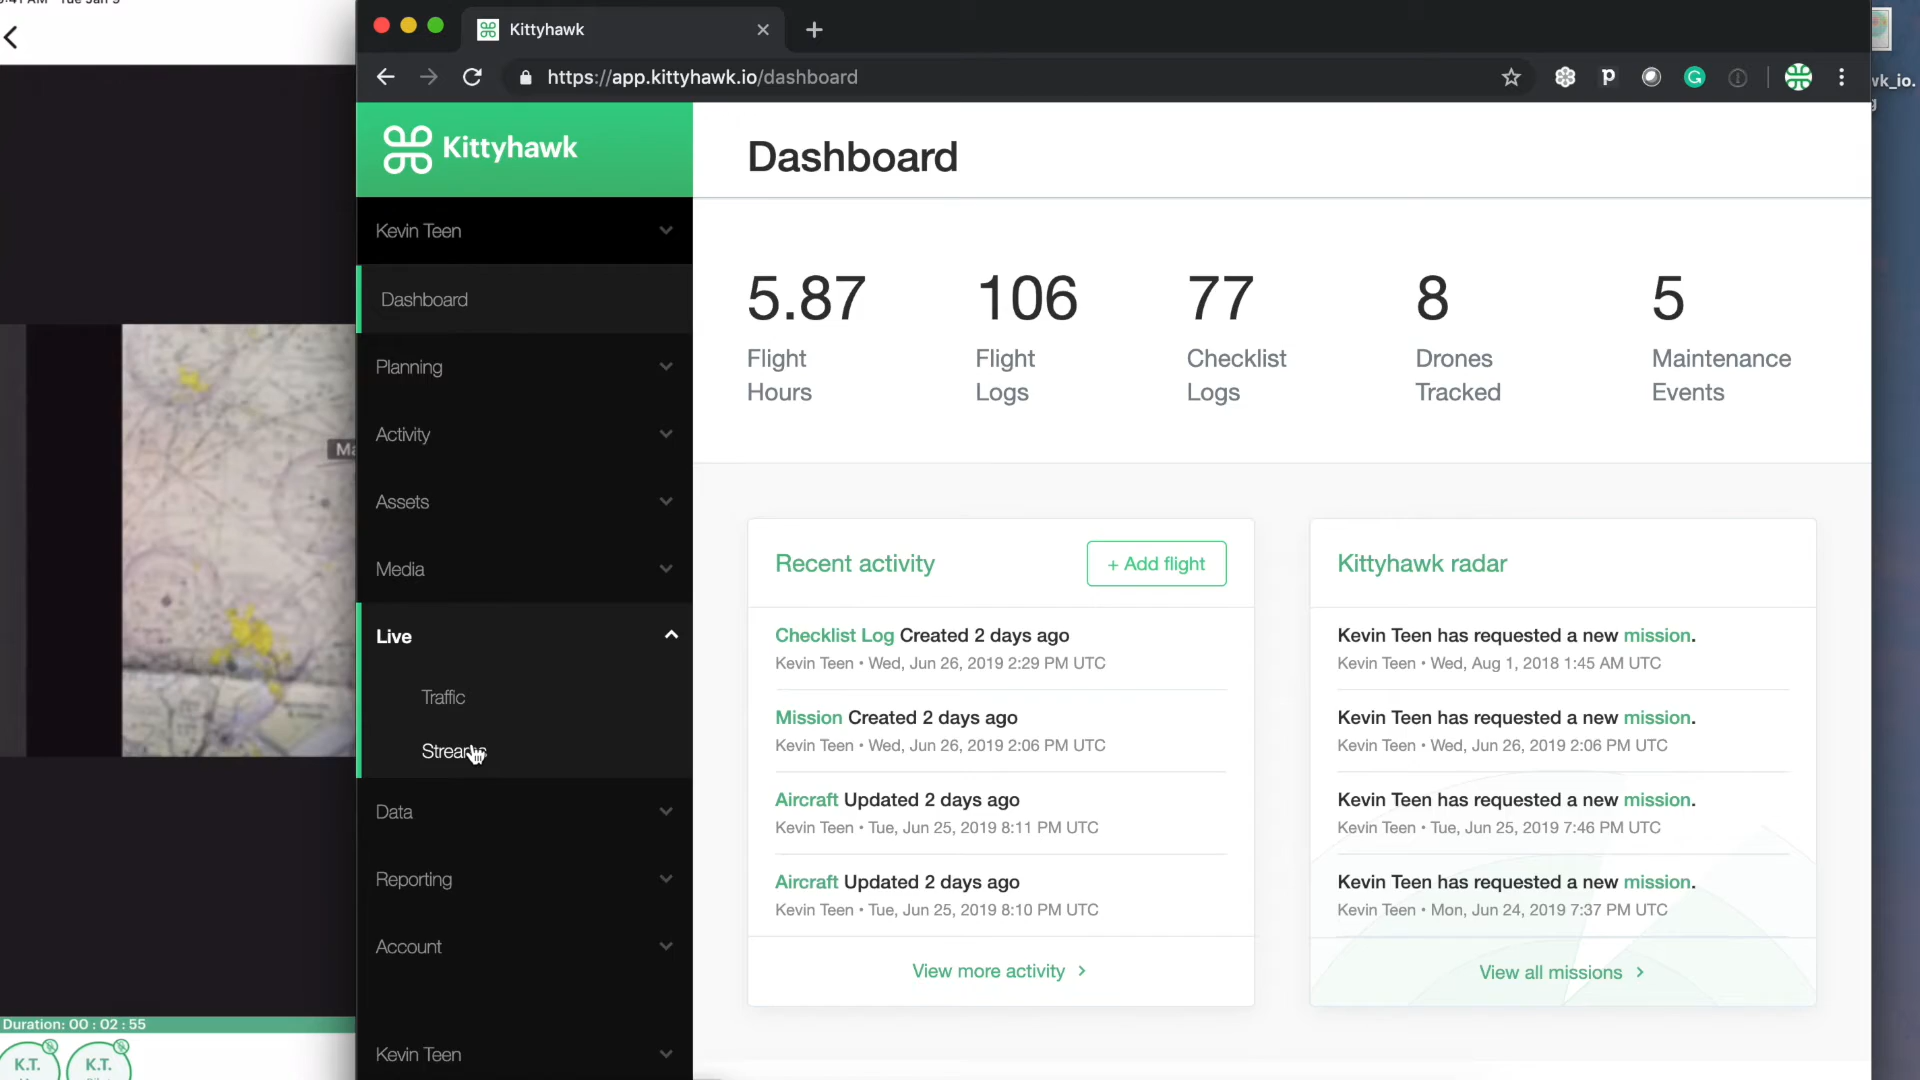 Kittyhawk
https://app.kittyhawk.io/dashboard
Kittyhawk
Kevin Teen
Dashboard
Planning
Activity
Assets
Media
Live
Traffic
Streams
Data
Reporting
Account
Kevin Teen
Dashboard
5.87
Flight
Hours
106
Flight
Logs
77
Checklist
Logs
8
Drones
Tracked
5
Maintenance
Events
Recent activity
+ Add flight
Checklist Log Created 2 days ago
Kevin Teen • Wed, Jun 26, 2019 2:29 PM UTC
Mission Created 2 days ago
Kevin Teen • Wed, Jun 26, 2019 2:06 PM UTC
Aircraft Updated 2 days ago
Kevin Teen • Tue, Jun 25, 2019 8:11 PM UTC
Aircraft Updated 2 days ago
Kevin Teen • Tue, Jun 25, 2019 8:10 PM UTC
View more activity
Kittyhawk radar
Kevin Teen has requested a new mission.
Kevin Teen • Wed, Aug 1, 2018 1:45 AM UTC
Kevin Teen has requested a new mission.
Kevin Teen • Wed, Jun 26, 2019 2:06 PM UTC
Kevin Teen has requested a new mission.
Kevin Teen • Tue, Jun 25, 2019 7:46 PM UTC
Kevin Teen has requested a new mission.
Kevin Teen • Mon, Jun 24, 2019 7:37 PM UTC
View all missions
Duration: 00 : 02 : 55
K.T.
K.T.